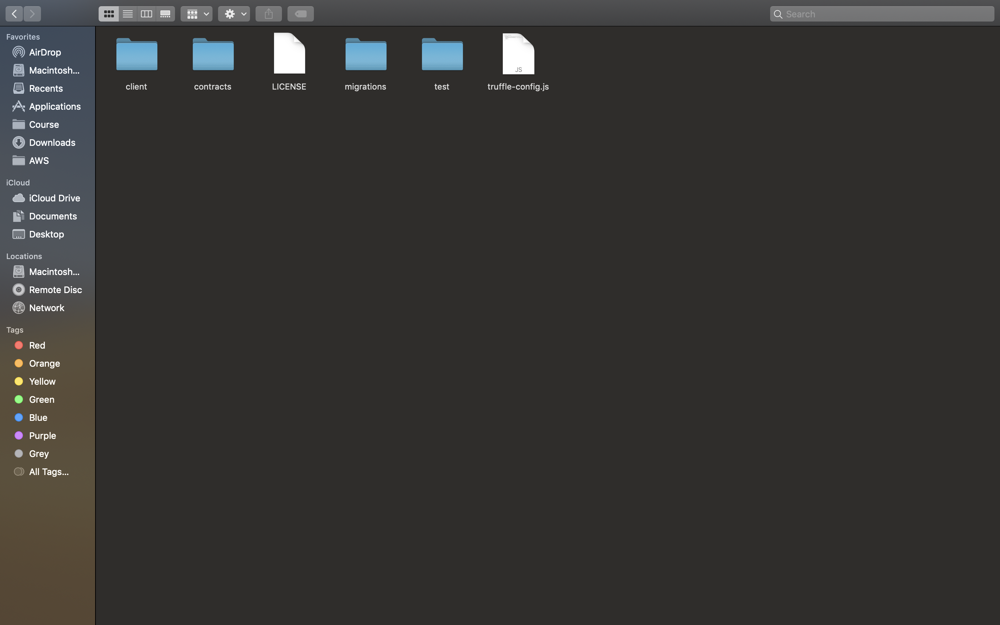 Search
Favorites
AirDrop
Macintosh...
Recents
Applications
Course
Downloads
AWS
iCloud
iCloud Drive
Documents
Desktop
Locations
Macintosh...
Remote Disc
Network
Tags
Red
Orange
Yellow
Green
Blue
Purple
Grey
All Tags...
JS
client contracts LICENSE migrations test truffle-config.js